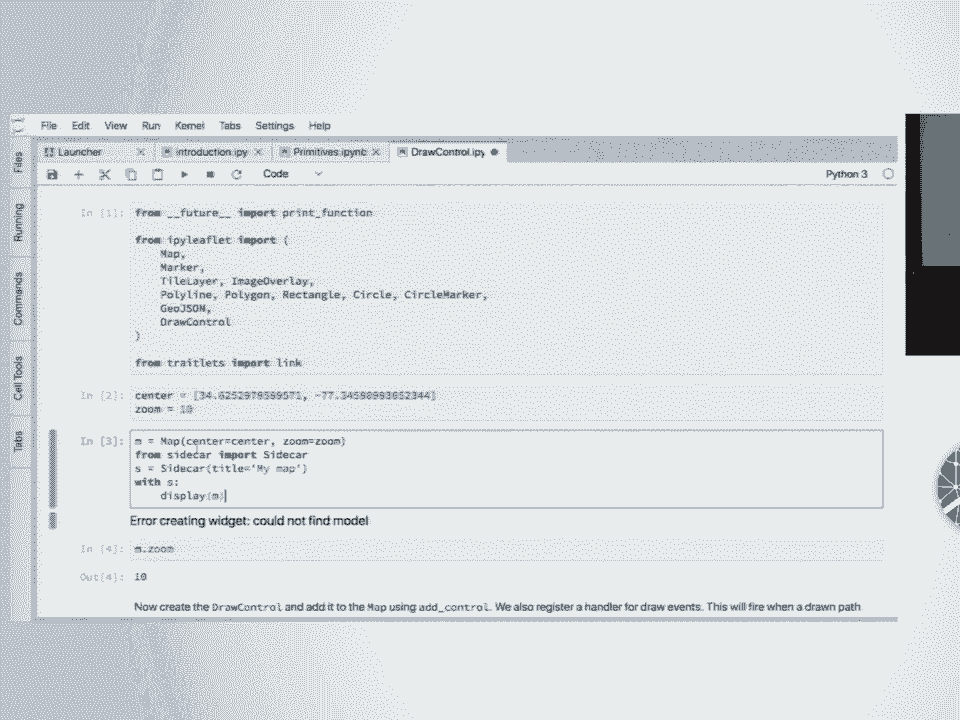 File Edit View Run Kernel Tabs Settings Help
Launcher × introduction.ipy × Primitives.ipynb × DrawControl.ipy
Code Python 3
Files
Running
Commands
Cell Tools
Tabs
In [1]: from __future__ import print_function
from ipyleaflet import (
Map,
Marker,
TileLayer, ImageOverlay,
Polyline, Polygon, Rectangle, Circle, CircleMarker,
GeoJSON,
DrawControl
)
from traitlets import link
In [2]: center = [34.6252978589571, -77.34580993652344]
zoom = 10
In [3]: m = Map(center=center, zoom=zoom)
from sidecar import Sidecar
s = Sidecar(title='My map')
with s:
display(m)
Error creating widget: could not find model
In [4]: m.zoom
Out[4]: 10
Now create the DrawControl and add it to the Map using add_control. We also register a handler for draw events. This will fire when a drawn path